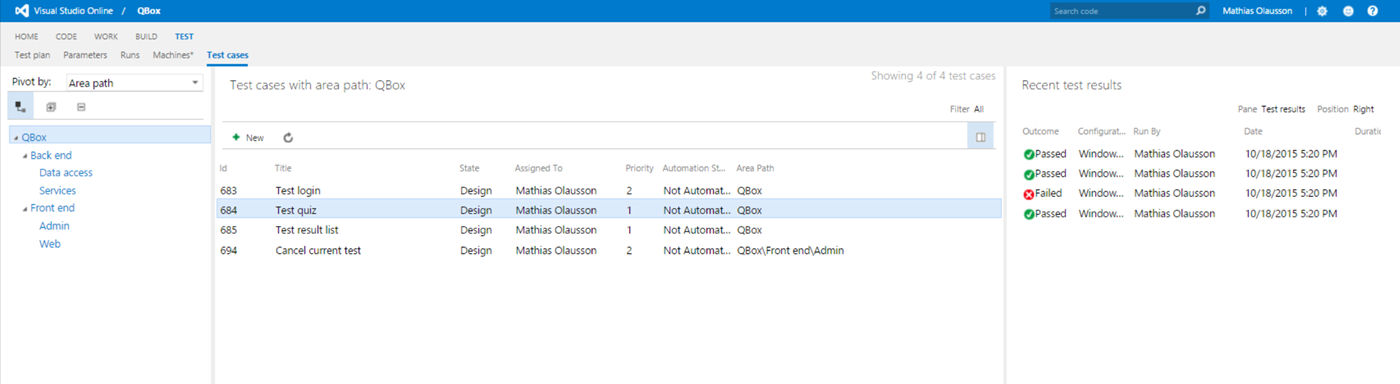 Visual Studio Online / QBox Search code Mathias Olausson
HOME CODE WORK BUILD TEST
Test plan Parameters Runs Machines* Test cases
Pivot by: Area path
QBox
Back end
Data access
Services
Front end
Admin
Web
Test cases with area path: QBox Showing 4 of 4 test cases
Filter All
New
Id Title State Assigned To Priority Automation St... Area Path
683 Test login Design Mathias Olausson 2 Not Automat... QBox
684 Test quiz Design Mathias Olausson 1 Not Automat... QBox
685 Test result list Design Mathias Olausson 1 Not Automat... QBox
694 Cancel current test Design Mathias Olausson 2 Not Automat... QBox\Front end\Admin
Recent test results
Pane Test results Position Right
Outcome Configurat... Run By Date Duratio
Passed Window... Mathias Olausson 10/18/2015 5:20 PM
Passed Window... Mathias Olausson 10/18/2015 5:20 PM
Failed Window... Mathias Olausson 10/18/2015 5:20 PM
Passed Window... Mathias Olausson 10/18/2015 5:20 PM